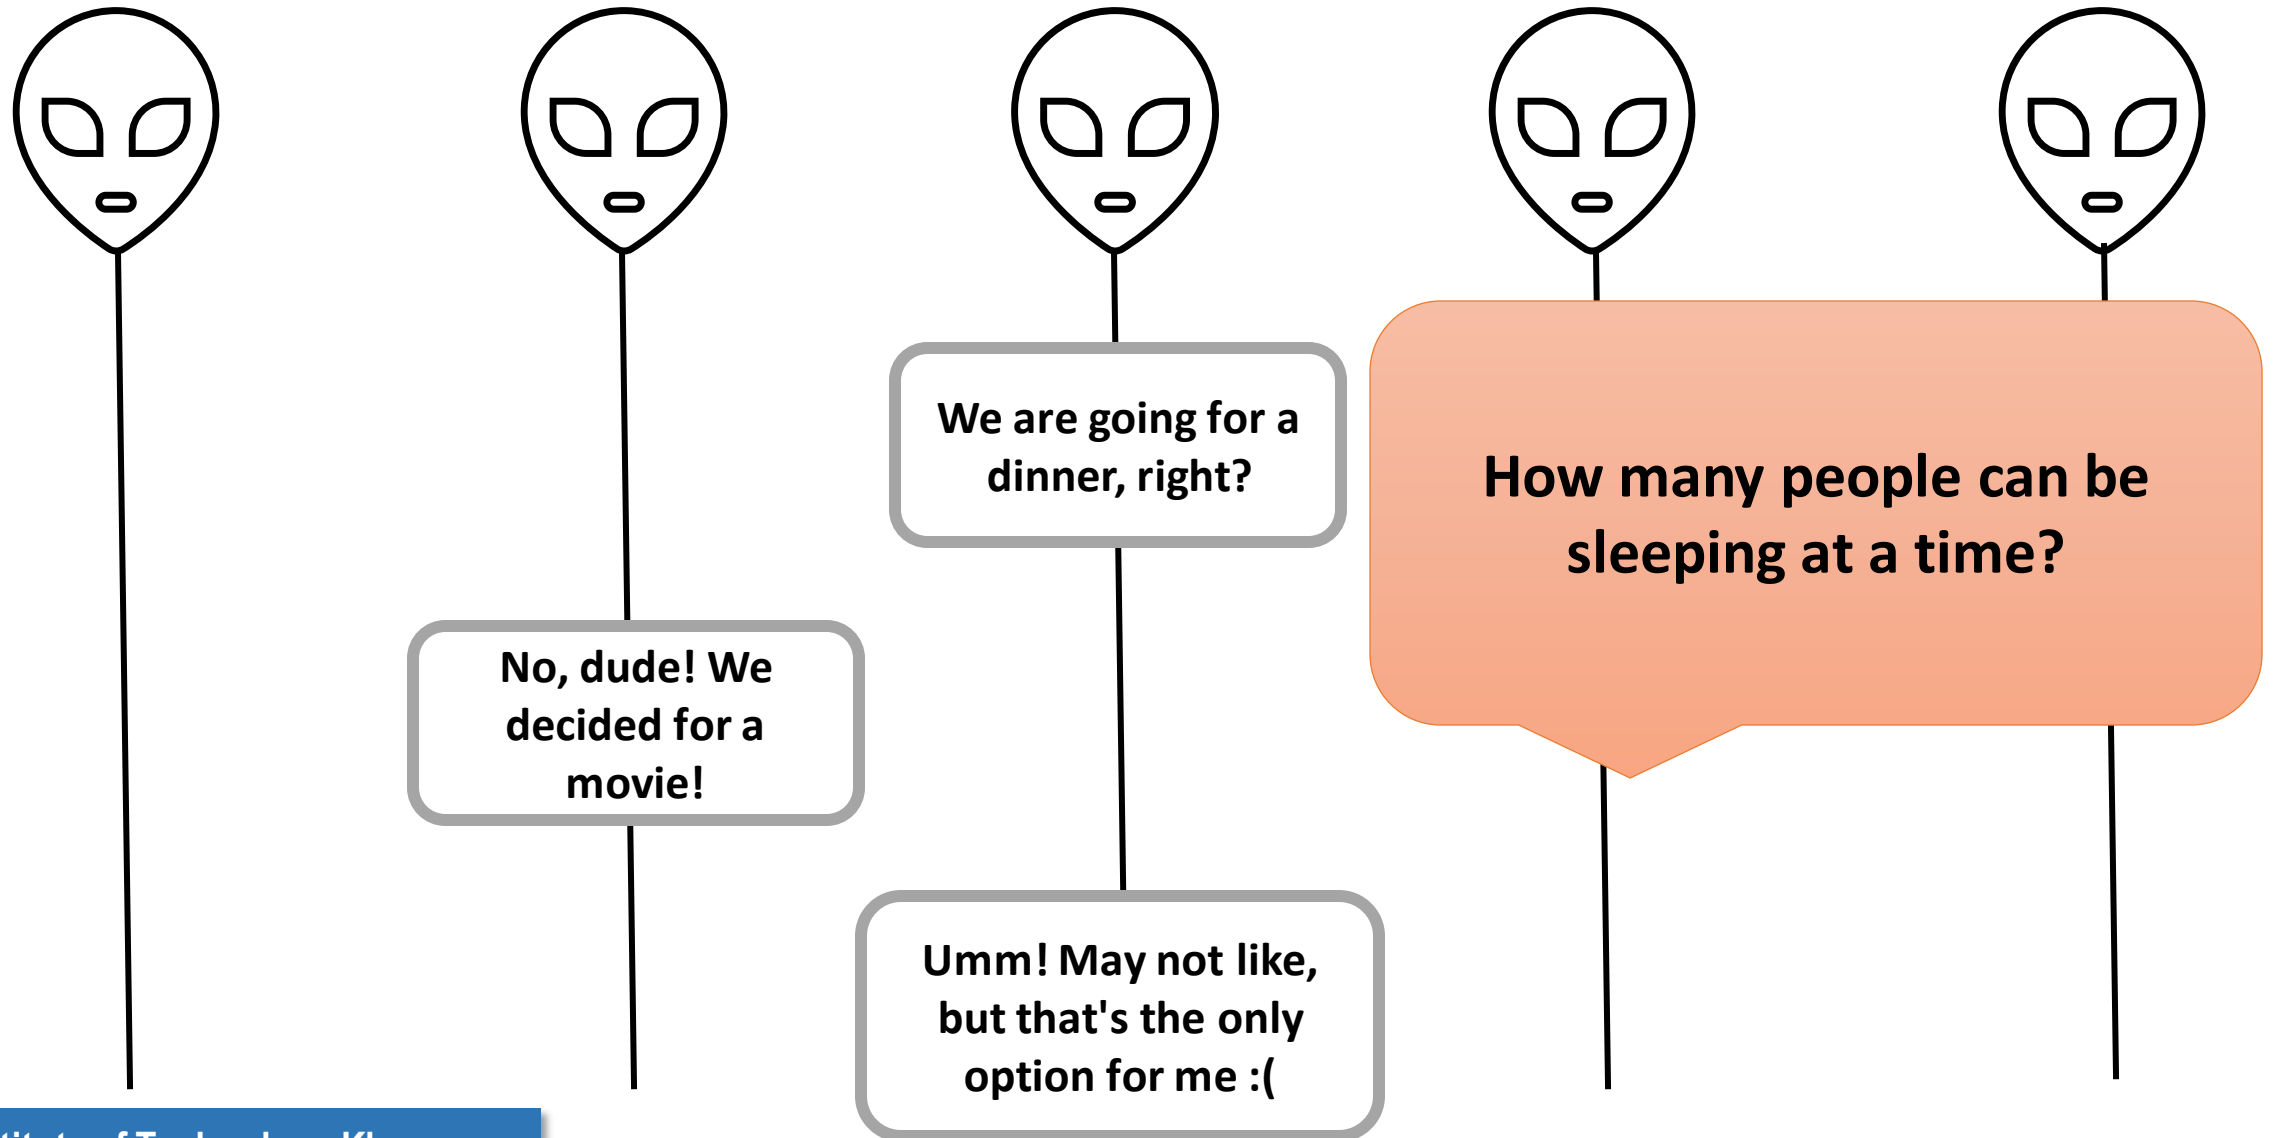 We are going for a
dinner, right?
How many people can be
sleeping at a time?
No, dude! We
decided for a
movie!
Umm! May not like,
but that's the only
option for me :(